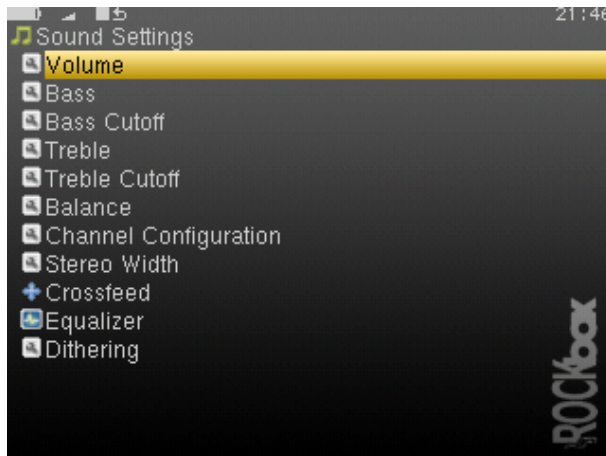 21:48
Sound Settings
Volume
Bass
Bass Cutoff
Treble
Treble Cutoff
Balance
Channel Configuration
Stereo Width
Crossfeed
Equalizer
Dithering
ROCKbox